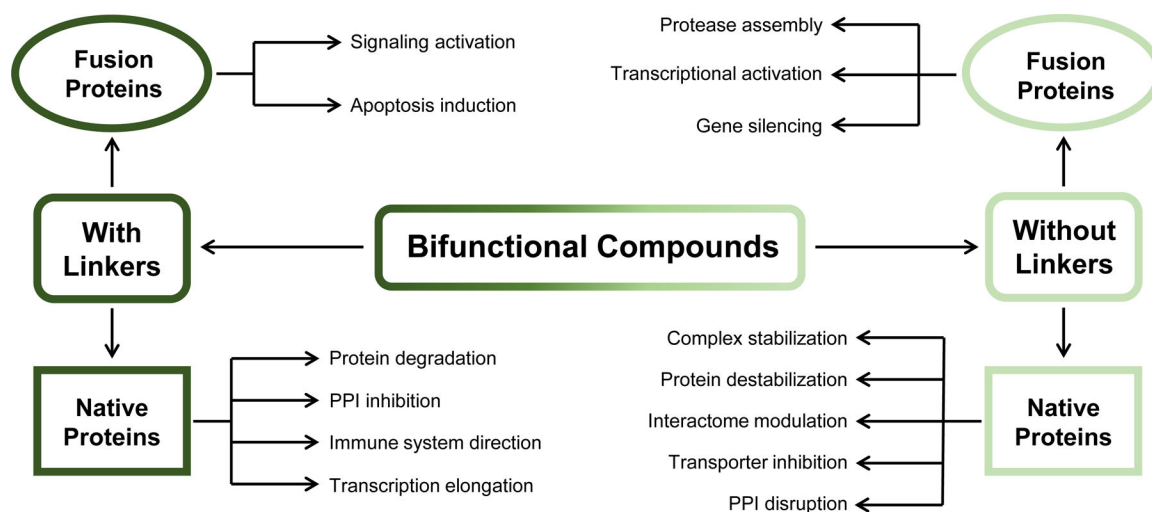 Fusion
Proteins
Signaling activation
Apoptosis induction
Protease assembly
Transcriptional activation
Gene silencing
Fusion
Proteins
With
Linkers
Bifunctional Compounds
Without
Linkers
Native
Proteins
Protein degradation
PPI inhibition
Immune system direction
Transcription elongation
Complex stabilization
Protein destabilization
Interactome modulation
Transporter inhibition
PPI disruption
Native
Proteins